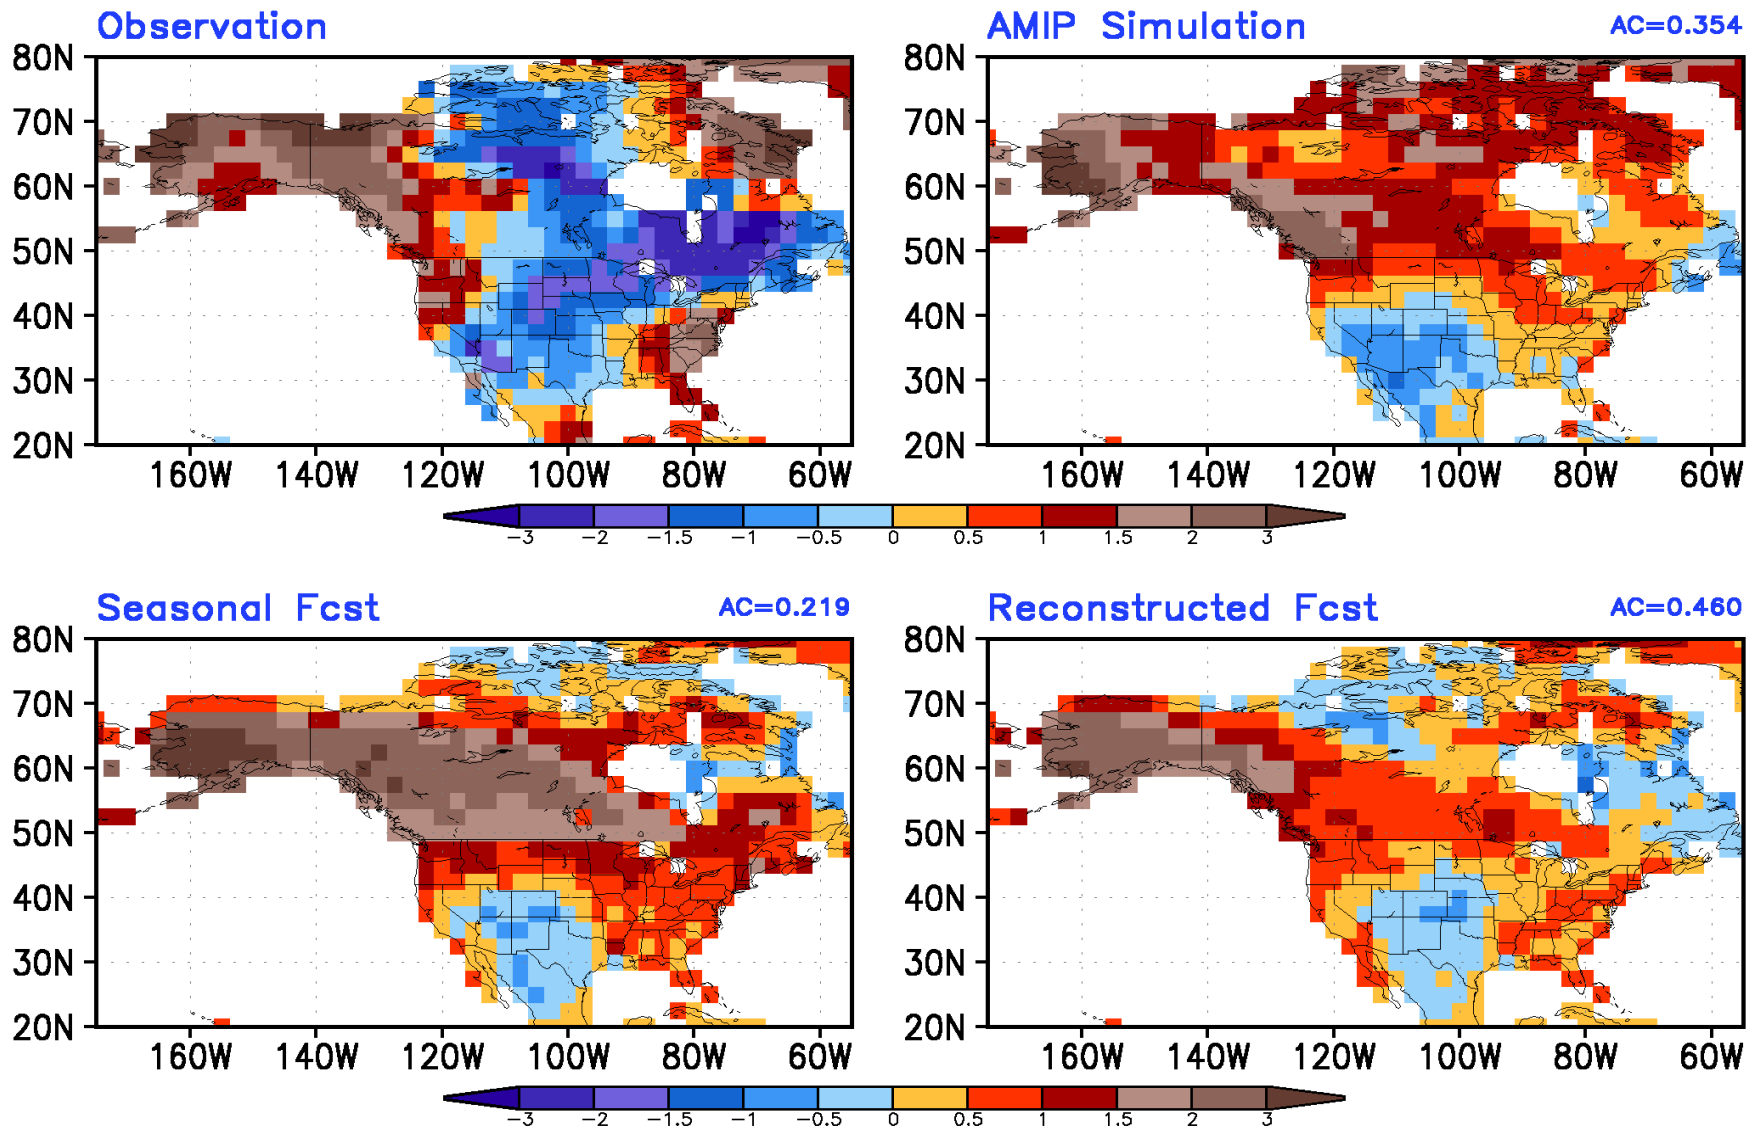 Observation
AMIP Simulation AC=0.354
80N
70N
60N
50N
40N
30N
20N
160W 140W 120W 100W 80W 60W
80N
70N
60N
50N
40N
30N
20N
160W 140W 120W 100W 80W 60W
-3 -2 -1.5 -1 -0.5 0 0.5 1 1.5 2 3
Seasonal Fcst AC=0.219
Reconstructed Fcst AC=0.460
80N
70N
60N
50N
40N
30N
20N
160W 140W 120W 100W 80W 60W
80N
70N
60N
50N
40N
30N
20N
160W 140W 120W 100W 80W 60W
-3 -2 -1.5 -1 -0.5 0 0.5 1 1.5 2 3